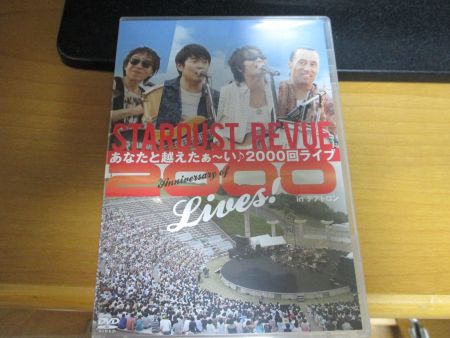 STARDUST REVUE
あなたと越えたぁ〜い♪2000回ライブ
2000
Anniversary of
Lives!
in テアトロン
DVD
VIDEO